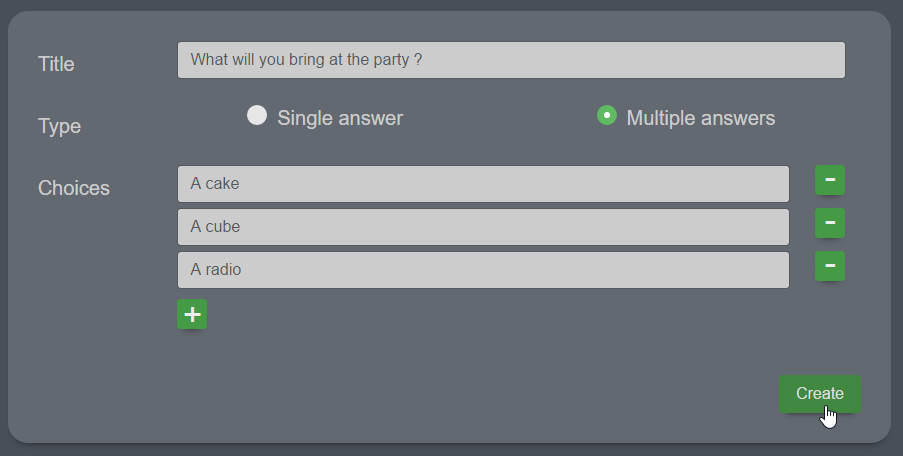 Title What will you bring at the party ?
Type Single answer Multiple answers
Choices A cake -
A cube -
A radio -
+
Create